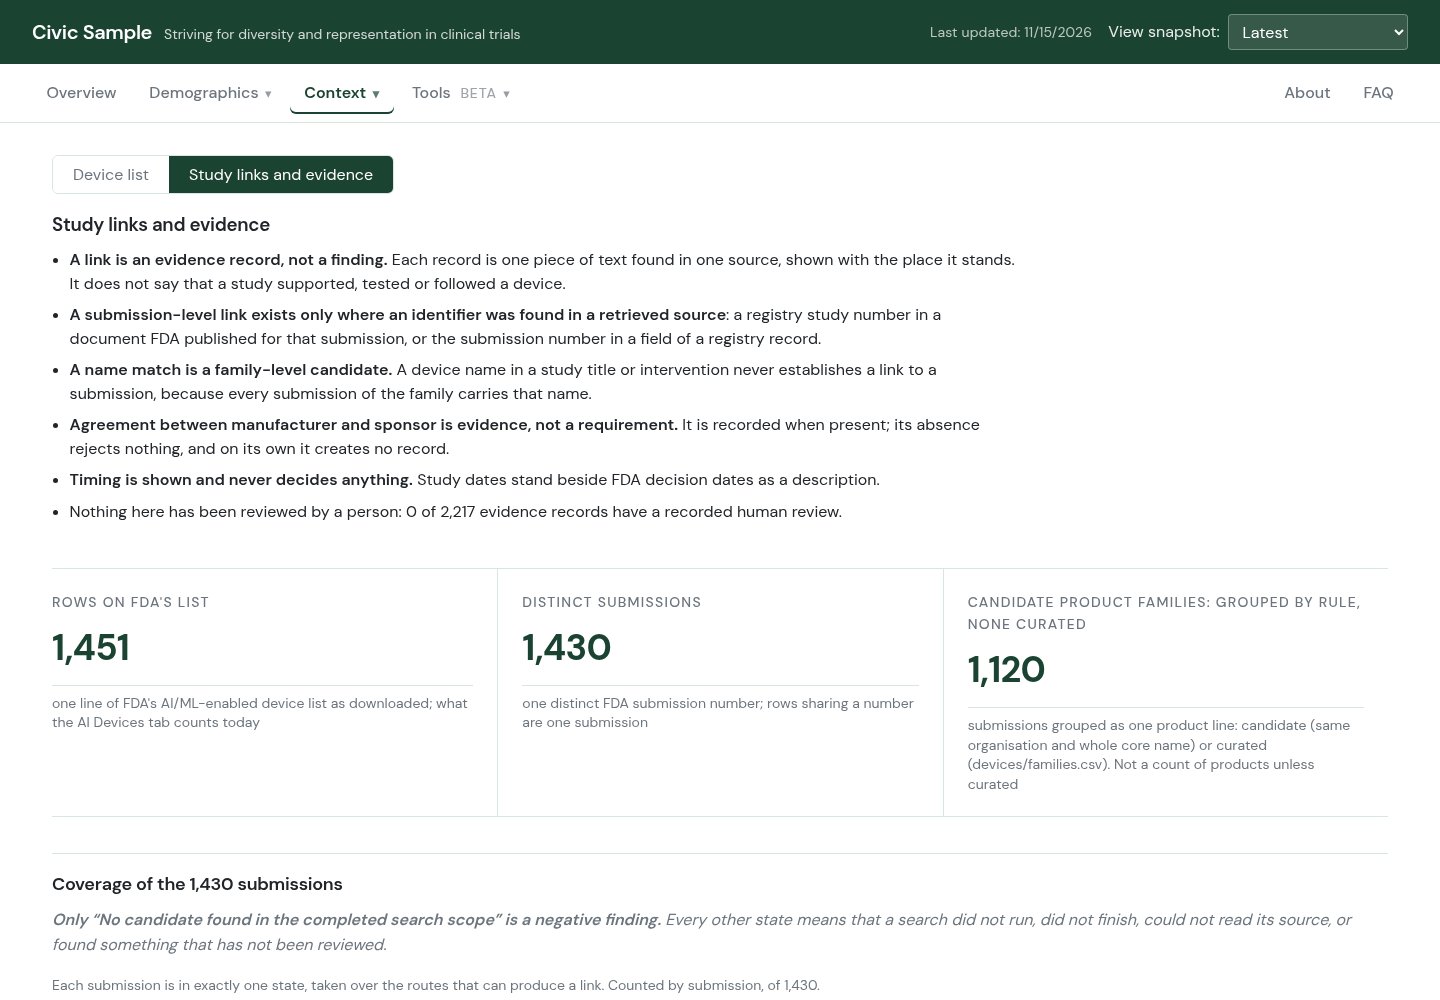 Civic Sample Striving for diversity and representation in clinical trials Last updated: 11/15/2026 View snapshot: Latest
Overview Demographics ▾ Context ▾ Tools BETA ▾ About FAQ
Device list Study links and evidence
Study links and evidence
• A link is an evidence record, not a finding. Each record is one piece of text found in one source, shown with the place it stands.
It does not say that a study supported, tested or followed a device.
• A submission-level link exists only where an identifier was found in a retrieved source: a registry study number in a
document FDA published for that submission, or the submission number in a field of a registry record.
• A name match is a family-level candidate. A device name in a study title or intervention never establishes a link to a
submission, because every submission of the family carries that name.
• Agreement between manufacturer and sponsor is evidence, not a requirement. It is recorded when present; its absence
rejects nothing, and on its own it creates no record.
• Timing is shown and never decides anything. Study dates stand beside FDA decision dates as a description.
• Nothing here has been reviewed by a person: 0 of 2,217 evidence records have a recorded human review.
ROWS ON FDA'S LIST
1,451
one line of FDA's AI/ML-enabled device list as downloaded; what
the AI Devices tab counts today
DISTINCT SUBMISSIONS
1,430
one distinct FDA submission number; rows sharing a number
are one submission
CANDIDATE PRODUCT FAMILIES: GROUPED BY RULE,
NONE CURATED
1,120
submissions grouped as one product line: candidate (same
organisation and whole core name) or curated
(devices/families.csv). Not a count of products unless
curated
Coverage of the 1,430 submissions
Only “No candidate found in the completed search scope” is a negative finding. Every other state means that a search did not run, did not finish, could not read its source, or
found something that has not been reviewed.
Each submission is in exactly one state, taken over the routes that can produce a link. Counted by submission, of 1,430.